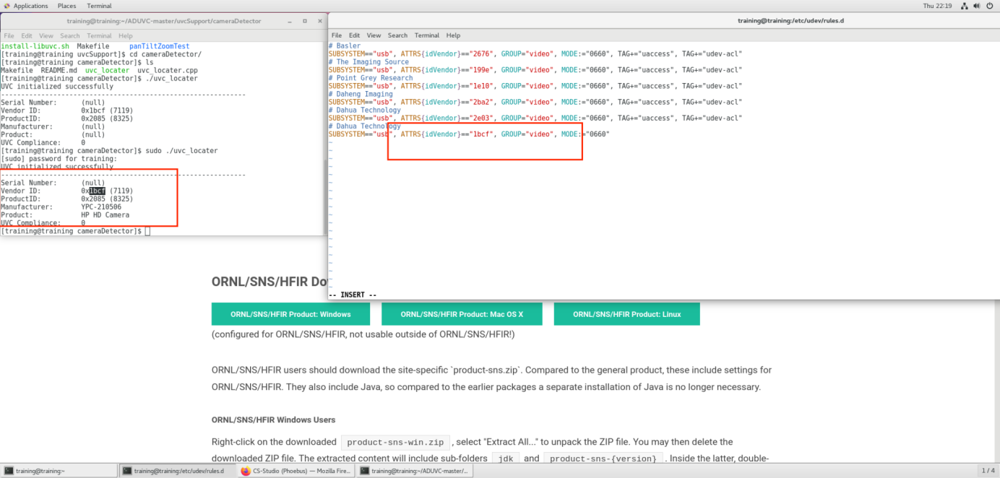 Applications Places Terminal Thu 22:19
training@training:~/ADUVC-master/uvcSupport/cameraDetector
File Edit View Search Terminal Help
install-libuvc.sh Makefile panTiltZoomTest
[training@training uvcSupport]$ cd cameraDetector/
[training@training cameraDetector]$ ls
Makefile README.md uvc_locater uvc_locater.cpp
[training@training cameraDetector]$ ./uvc_locater
UVC initialized successfully
------------------------------------------------------------
Serial Number: (null)
Vendor ID: 0x1bcf (7119)
ProductID: 0x2085 (8325)
Manufacturer: (null)
Product: (null)
UVC Compliance: 0
[training@training cameraDetector]$ sudo ./uvc_locater
[sudo] password for training:
UVC initialized successfully
------------------------------------------------------------
Serial Number: (null)
Vendor ID: 0x1bcf (7119)
ProductID: 0x2085 (8325)
Manufacturer: YPC-210506
Product: HP HD Camera
UVC Compliance: 0
[training@training cameraDetector]$
training@training:/etc/udev/rules.d
File Edit View Search Terminal Help
# Basler
SUBSYSTEM=="usb", ATTRS{idVendor}=="2676", GROUP="video", MODE:="0660", TAG+="uaccess", TAG+="udev-acl"
# The Imaging Source
SUBSYSTEM=="usb", ATTRS{idVendor}=="199e", GROUP="video", MODE:="0660", TAG+="uaccess", TAG+="udev-acl"
# Point Grey Research
SUBSYSTEM=="usb", ATTRS{idVendor}=="1e10", GROUP="video", MODE:="0660", TAG+="uaccess", TAG+="udev-acl"
# Daheng Imaging
SUBSYSTEM=="usb", ATTRS{idVendor}=="2ba2", GROUP="video", MODE:="0660", TAG+="uaccess", TAG+="udev-acl"
# Dahua Technology
SUBSYSTEM=="usb", ATTRS{idVendor}=="2e03", GROUP="video", MODE:="0660", TAG+="uaccess", TAG+="udev-acl"
# Dahua Technology
SUBSYSTEM=="usb", ATTRS{idVendor}=="1bcf", GROUP="video", MODE:="0660"
-- INSERT --
ORNL/SNS/HFIR Do
ORNL/SNS/HFIR Product: Windows ORNL/SNS/HFIR Product: Mac OS X ORNL/SNS/HFIR Product: Linux
(configured for ORNL/SNS/HFIR, not usable outside of ORNL/SNS/HFIR!)
ORNL/SNS/HFIR users should download the site-specific `product-sns.zip`. Compared to the general product, these include settings for
ORNL/SNS/HFIR. They also include Java, so compared to the earlier packages a separate installation of Java is no longer necessary.
ORNL/SNS/HFIR Windows Users
Right-click on the downloaded product-sns-win.zip , select "Extract All..." to unpack the ZIP file. You may then delete the
downloaded ZIP file. The extracted content will include sub-folders jdk and product-sns-{version} . Inside the latter, double-
training@training:~ training@training:/etc/udev/rules.d CS-Studio (Phoebus) — Mozilla Fire... training@training:~/ADUVC-master/... 1 / 4